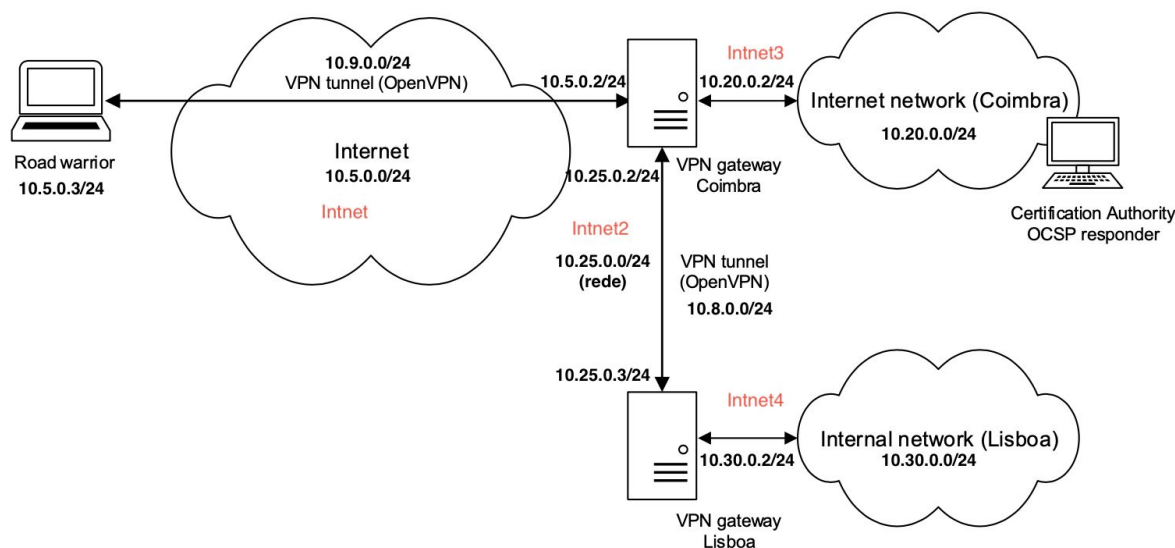 10.9.0.0/24
VPN tunnel (OpenVPN)
10.5.0.2/24
Intnet3
10.20.0.2/24
Internet network (Coimbra)
10.20.0.0/24
Road warrior
10.5.0.3/24
Internet
10.5.0.0/24
Intnet
10.25.0.2/24
VPN gateway
Coimbra
Certification Authority
OCSP responder
Intnet2
10.25.0.0/24
(rede)
VPN tunnel
(OpenVPN)
10.8.0.0/24
10.25.0.3/24
Intnet4
10.30.0.2/24
Internal network (Lisboa)
10.30.0.0/24
VPN gateway
Lisboa